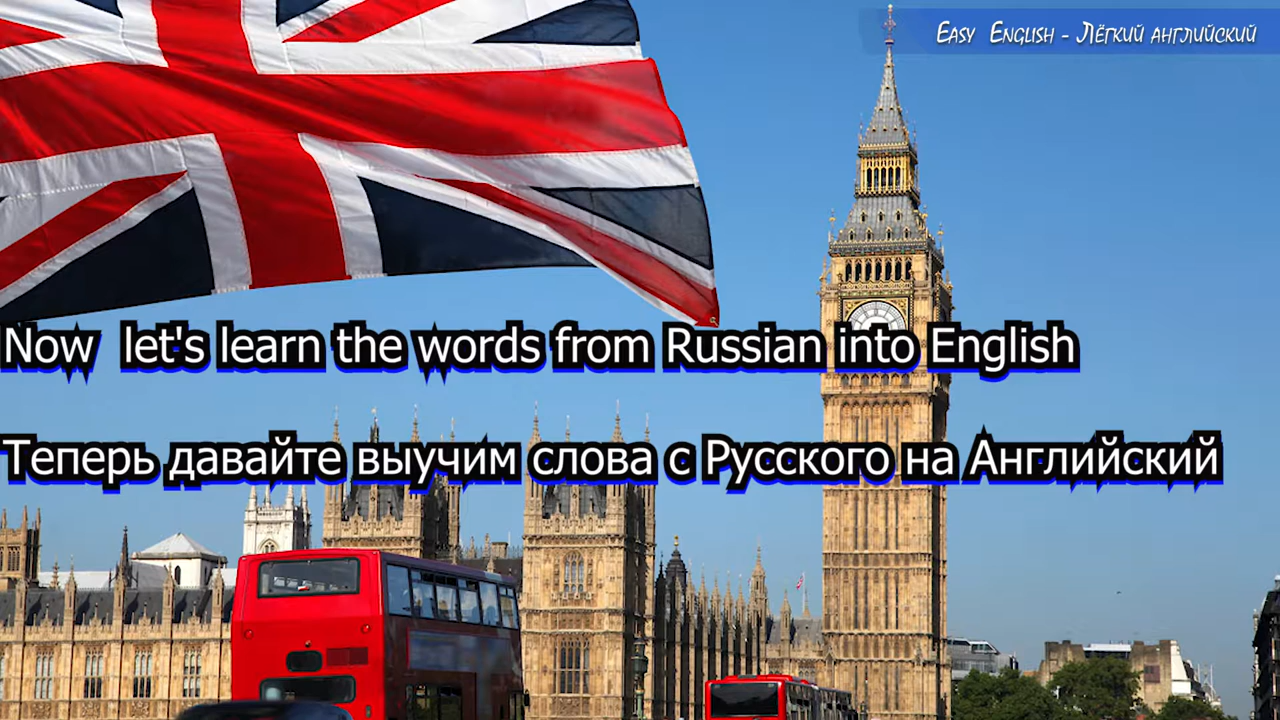 Easy English - Лёгкий английский
Now let's learn the words from Russian into English
Теперь давайте выучим слова с Русского на Английский